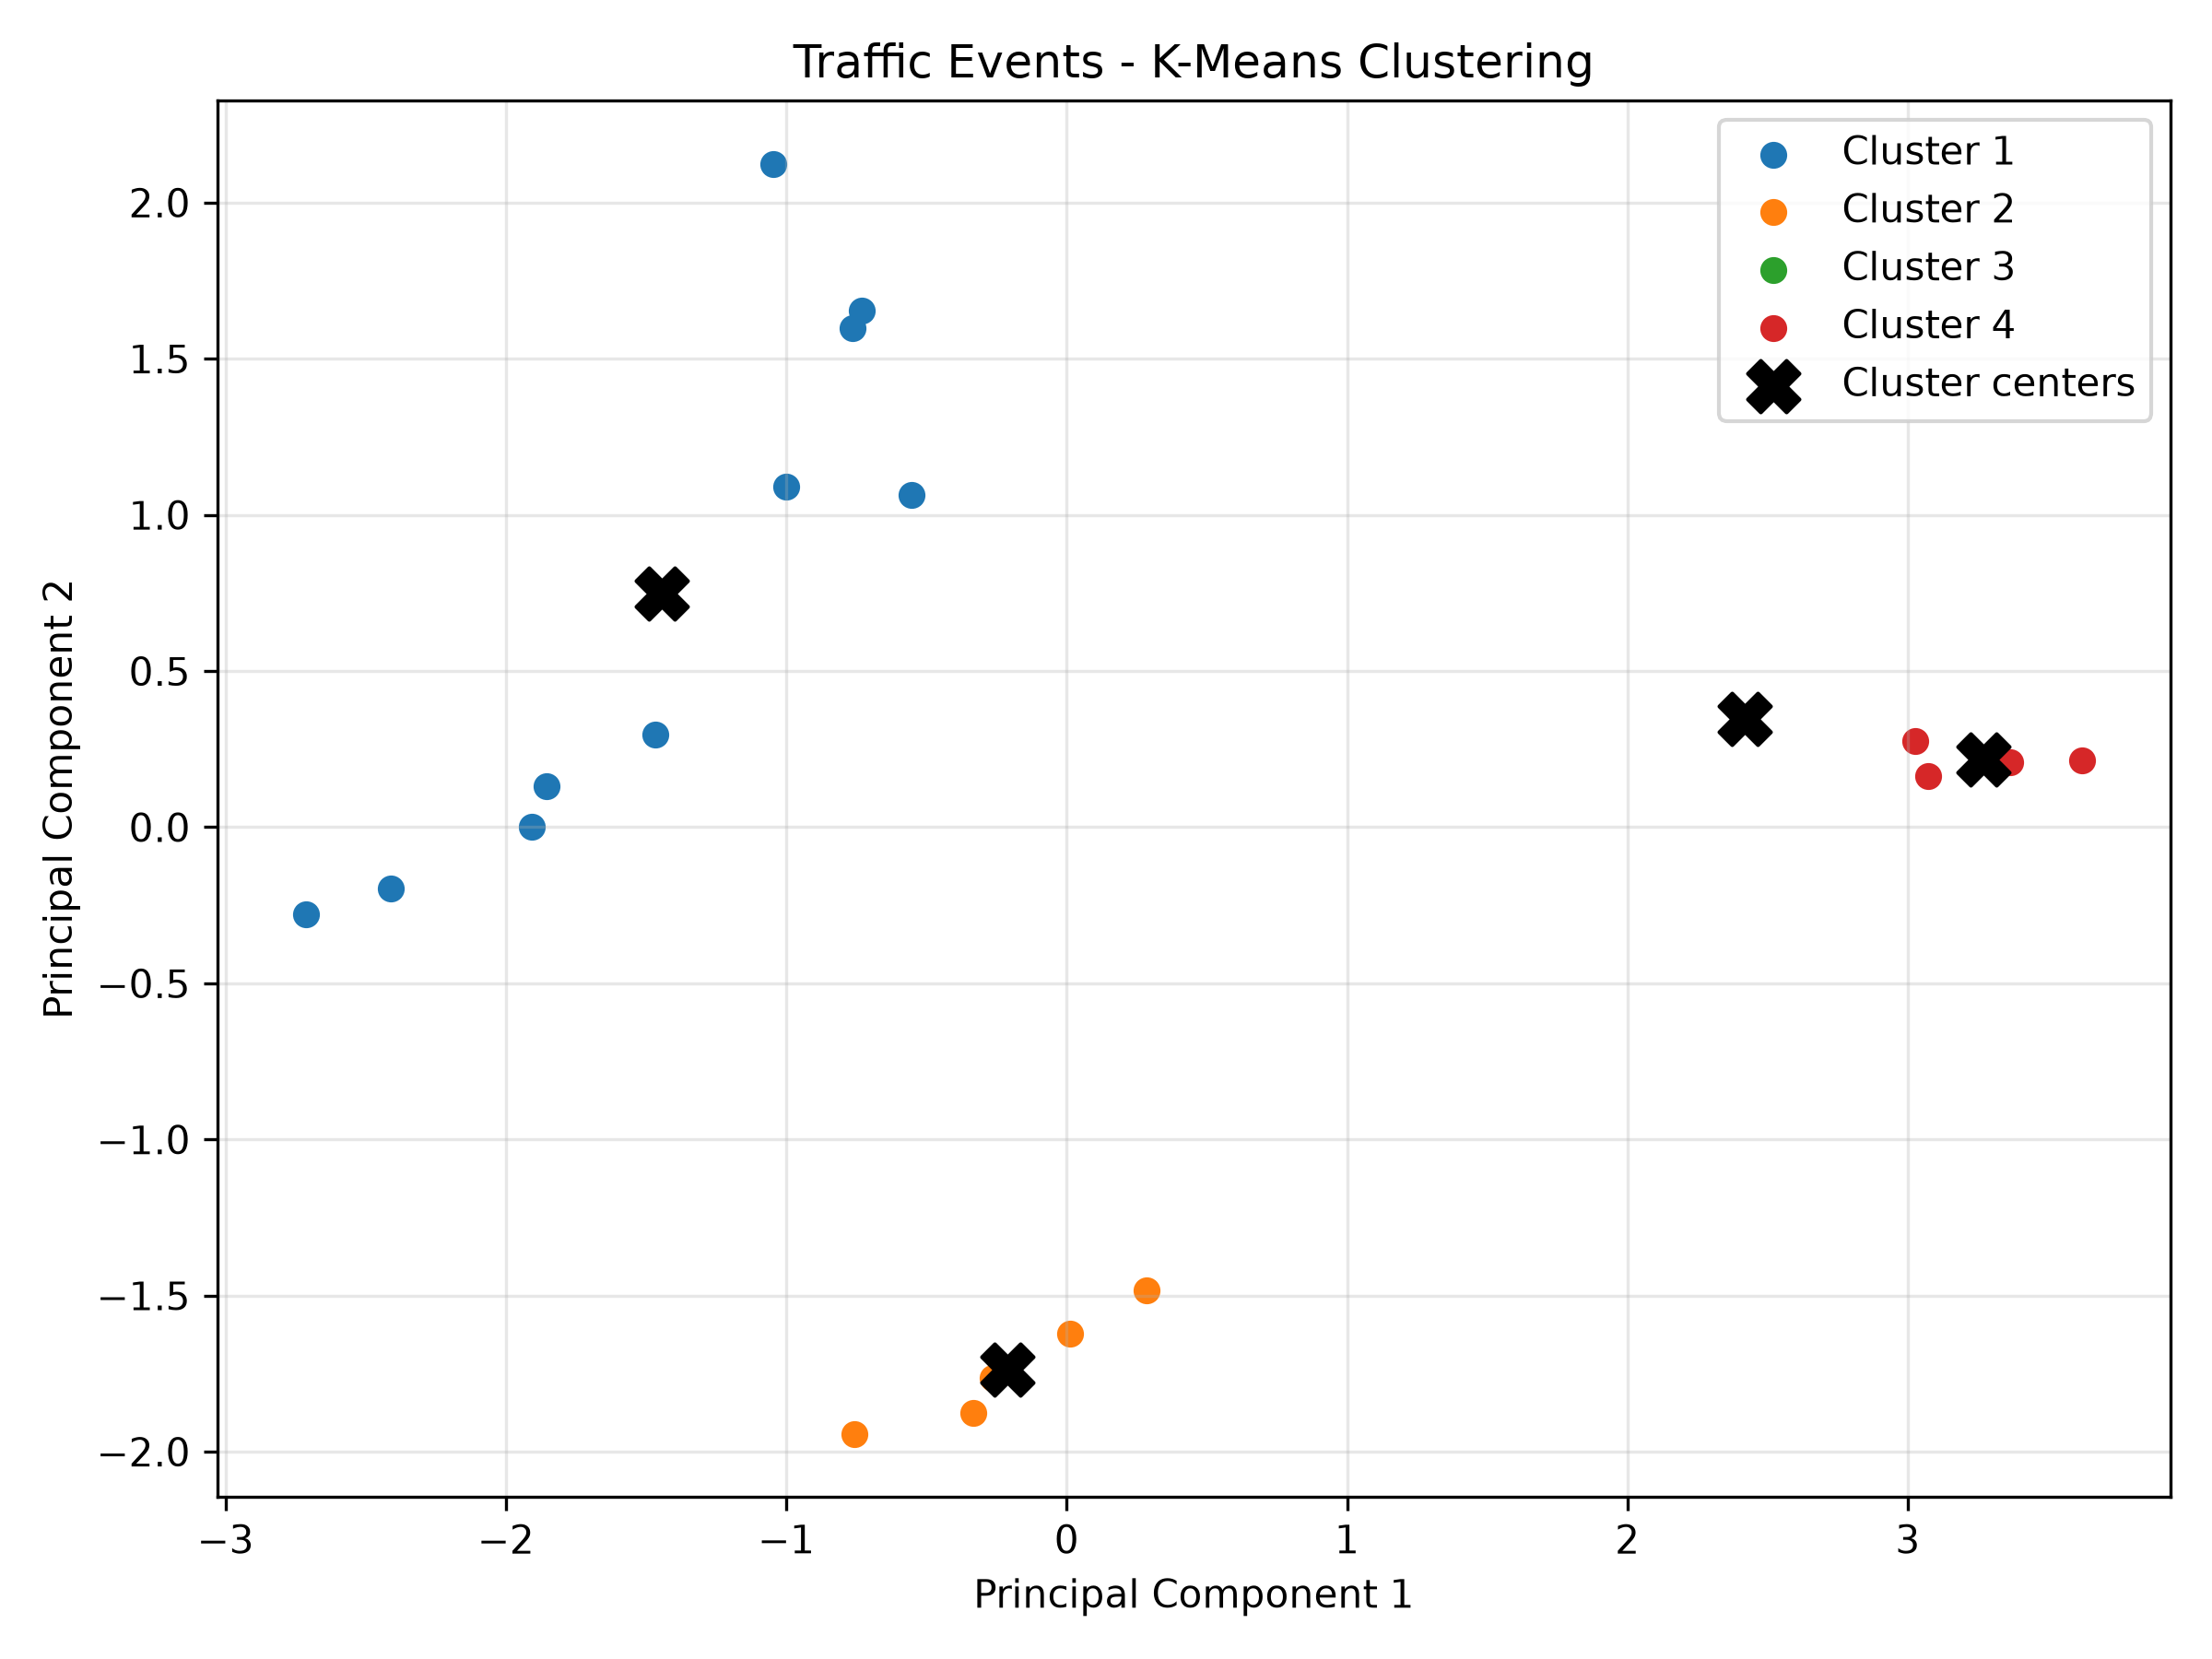 Traffic Events - K-Means Clustering
Cluster 1
Cluster 2
Cluster 3
Cluster 4
Cluster centers
Principal Component 2
2.0
1.5
1.0
0.5
0.0
−0.5
−1.0
−1.5
−2.0
−3 −2 −1 0 1 2 3
Principal Component 1